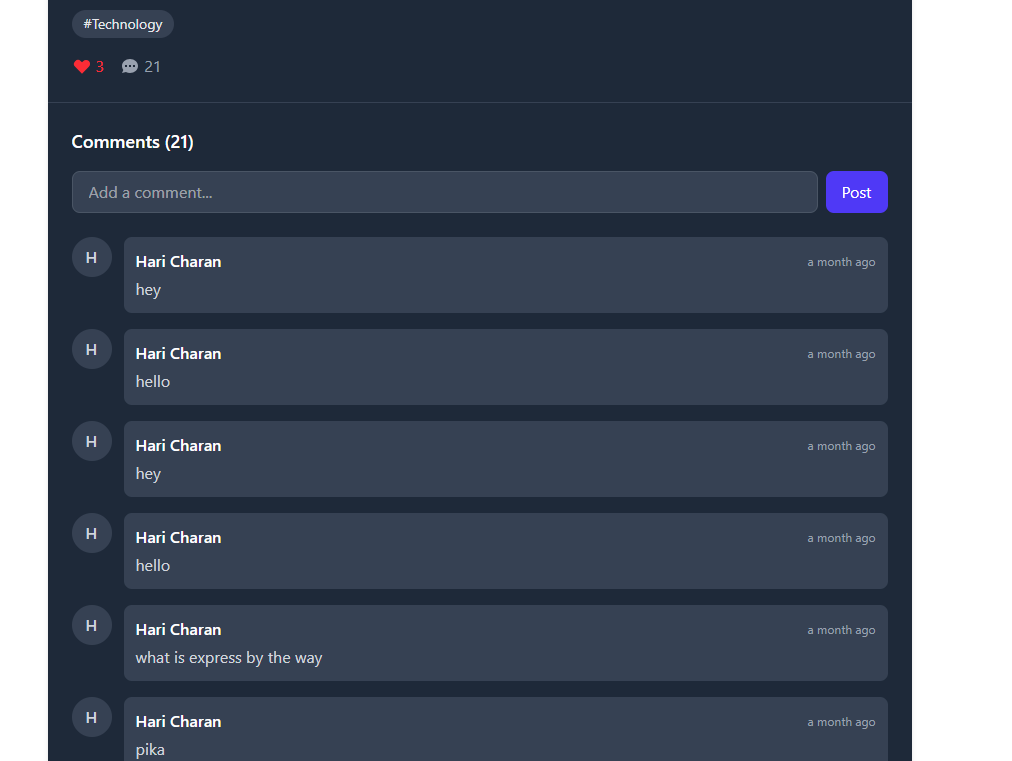 #Technology
3 21
Comments (21)
Add a comment... Post
H Hari Charan a month ago
hey
H Hari Charan a month ago
hello
H Hari Charan a month ago
hey
H Hari Charan a month ago
hello
H Hari Charan a month ago
what is express by the way
H Hari Charan a month ago
pika